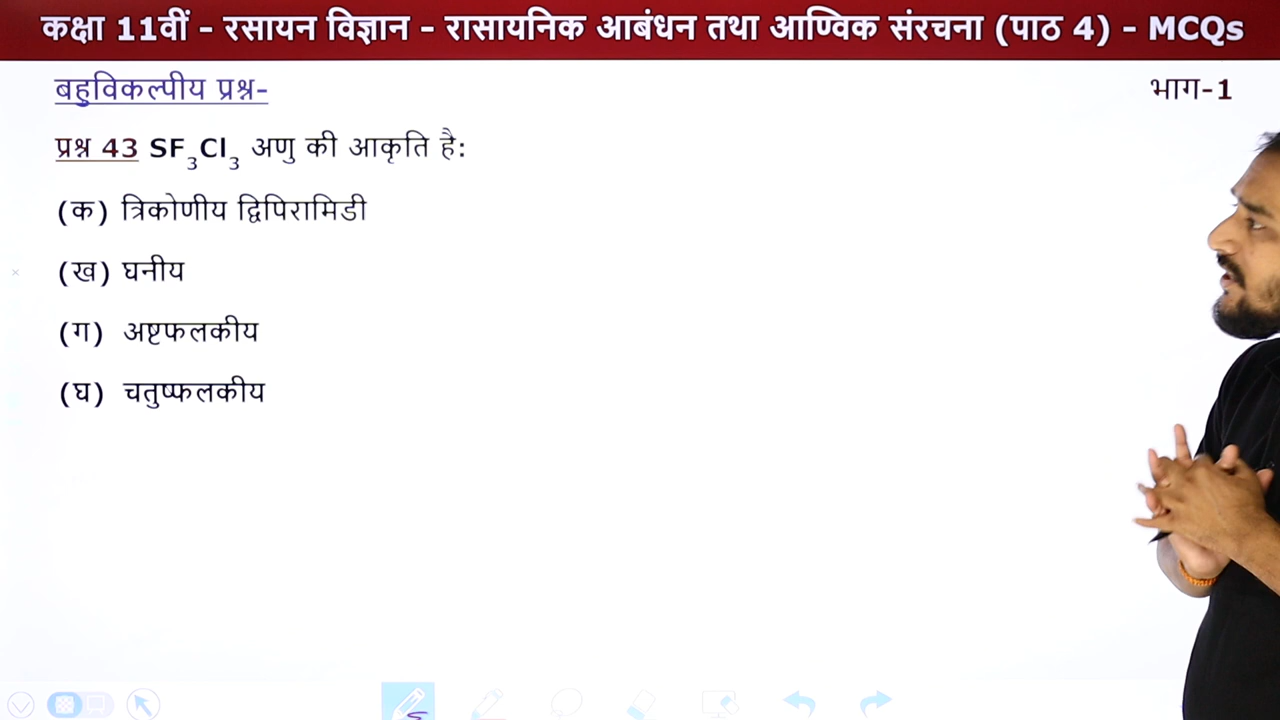 कक्षा 11वीं - रसायन विज्ञान - रासायनिक आबंधन तथा आण्विक संरचना (पाठ 4) - MCQs
बहुविकल्पीय प्रश्न- भाग-1
प्रश्न 43 SF₃Cl₃ अणु की आकृति है:
(क) त्रिकोणीय द्विपिरामिडी
(ख) घनीय
(ग) अष्टफलकीय
(घ) चतुष्फलकीय